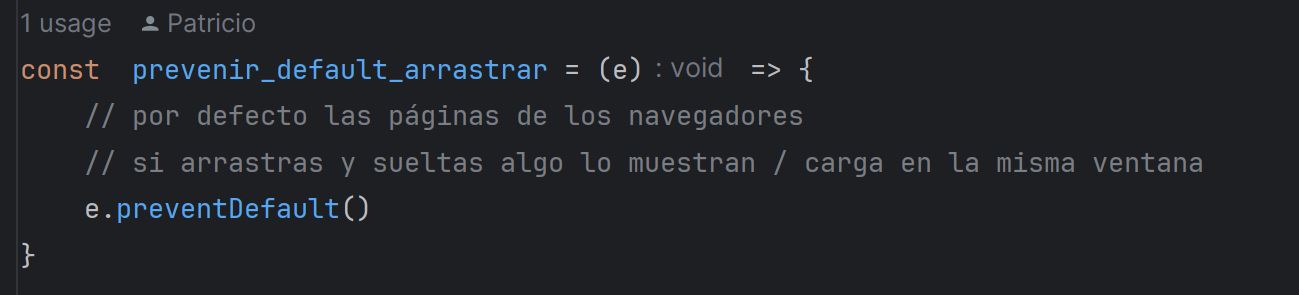 1 usage Patricio
const prevenir_default_arrastrar = (e) : void => {
// por defecto las páginas de los navegadores
// si arrastras y sueltas algo lo muestran / carga en la misma ventana
e.preventDefault()
}